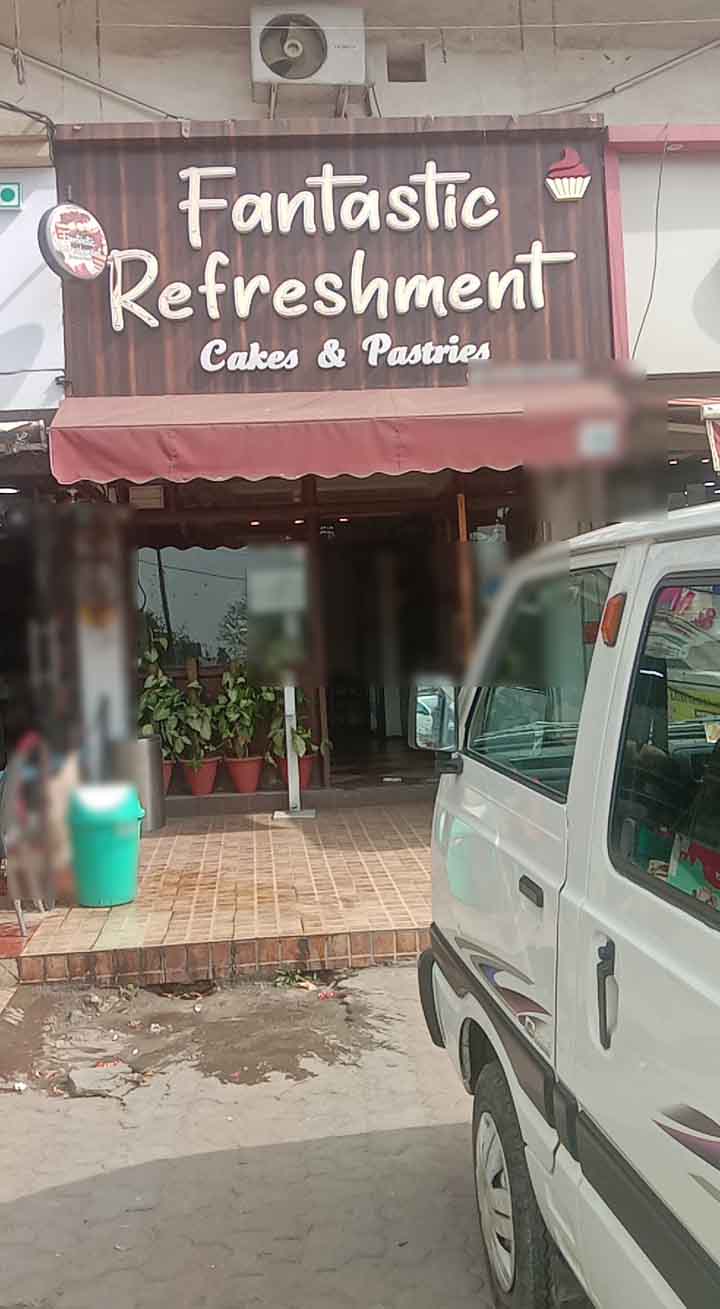 Fantastic
Refreshment
Cakes & Pastries